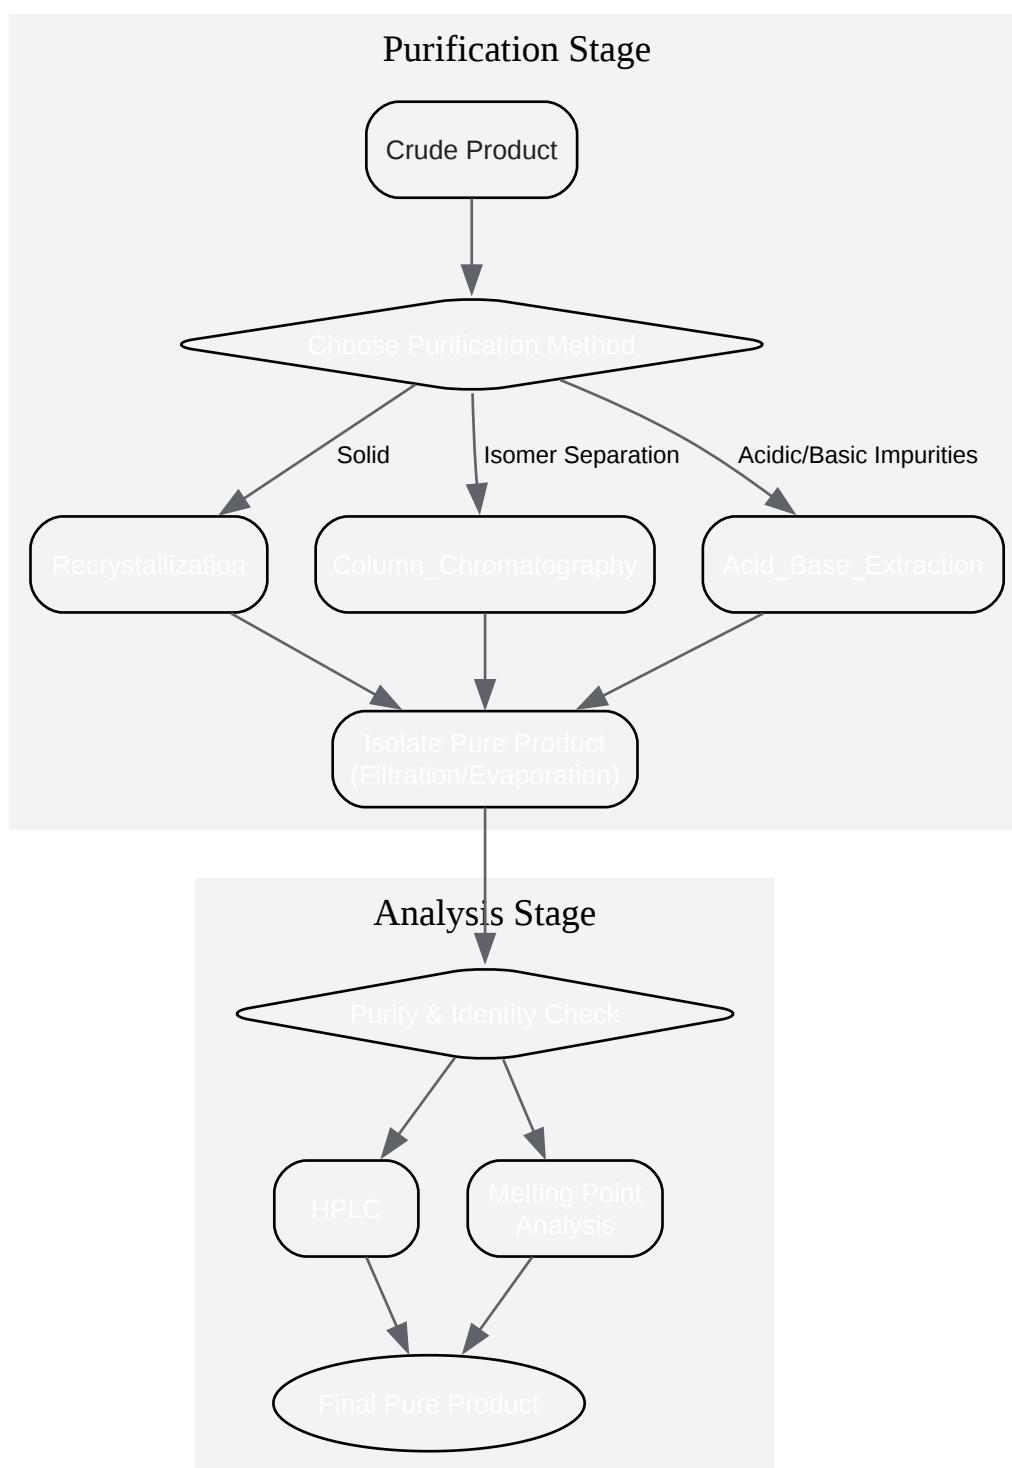 Purification Stage
Crude Product
Choose Purification Method
Solid
Isomer Separation
Acidic/Basic Impurities
Recrystallization
Column_Chromatography
Acid_Base_Extraction
Isolate Pure Product
(Filtration/Evaporation)
Analysis Stage
Purity & Identity Check
HPLC
Melting Point
Analysis
Final Pure Product